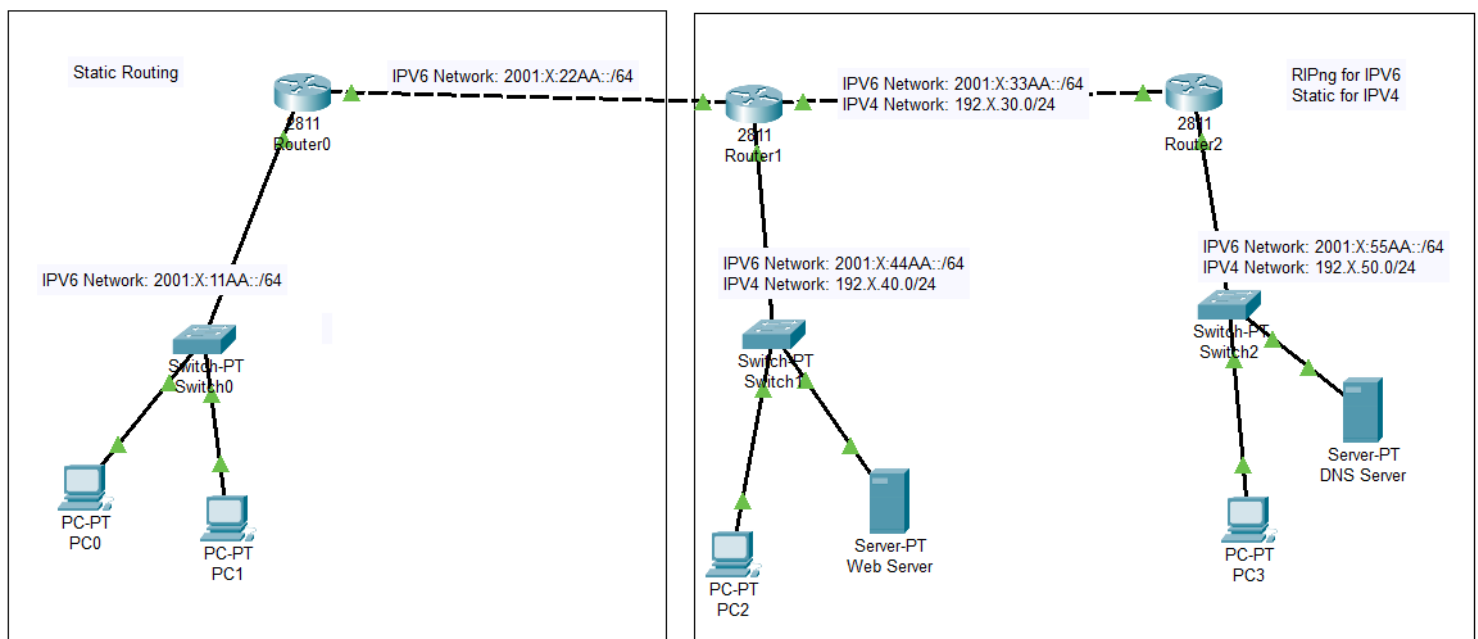 Static Routing
IPV6 Network: 2001:X:22AA::/64
2811
Router0
IPV6 Network: 2001:X:11AA::/64
Switch-PT
Switch0
PC-PT
PC0
PC-PT
PC1
IPV6 Network: 2001:X:33AA::/64
IPV4 Network: 192.X.30.0/24
RIPng for IPV6
Static for IPV4
2811
Router1
2811
Router2
IPV6 Network: 2001:X:44AA::/64
IPV4 Network: 192.X.40.0/24
Switch-PT
Switch1
PC-PT
PC2
Server-PT
Web Server
IPV6 Network: 2001:X:55AA::/64
IPV4 Network: 192.X.50.0/24
Switch-PT
Switch2
Server-PT
DNS Server
PC-PT
PC3